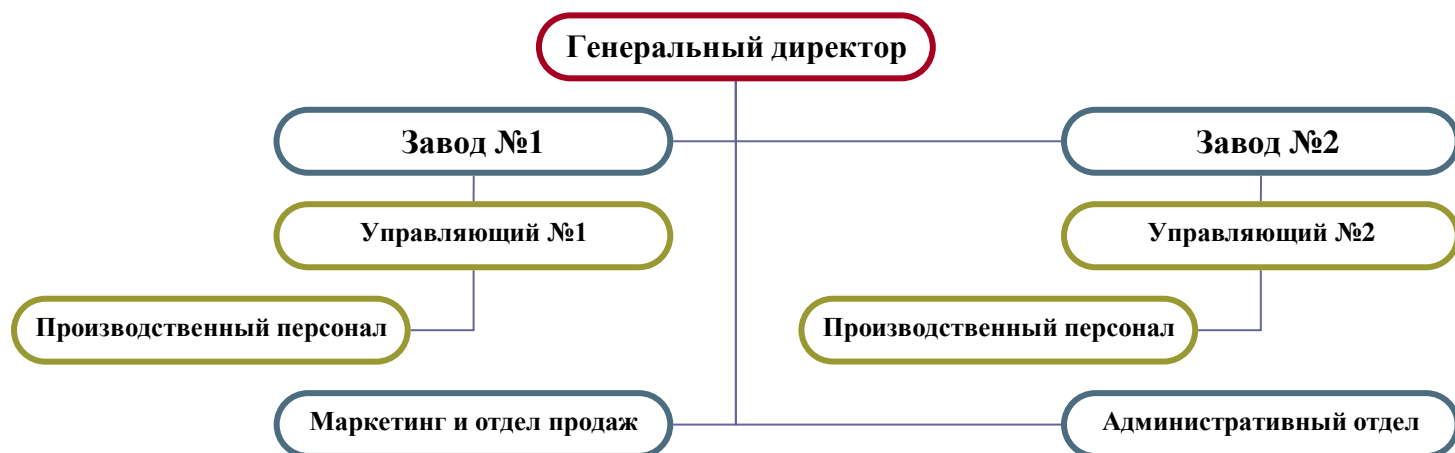 Генеральный директор
Завод №1
Завод №2
Управляющий №1
Управляющий №2
Производственный персонал
Производственный персонал
Маркетинг и отдел продаж
Административный отдел